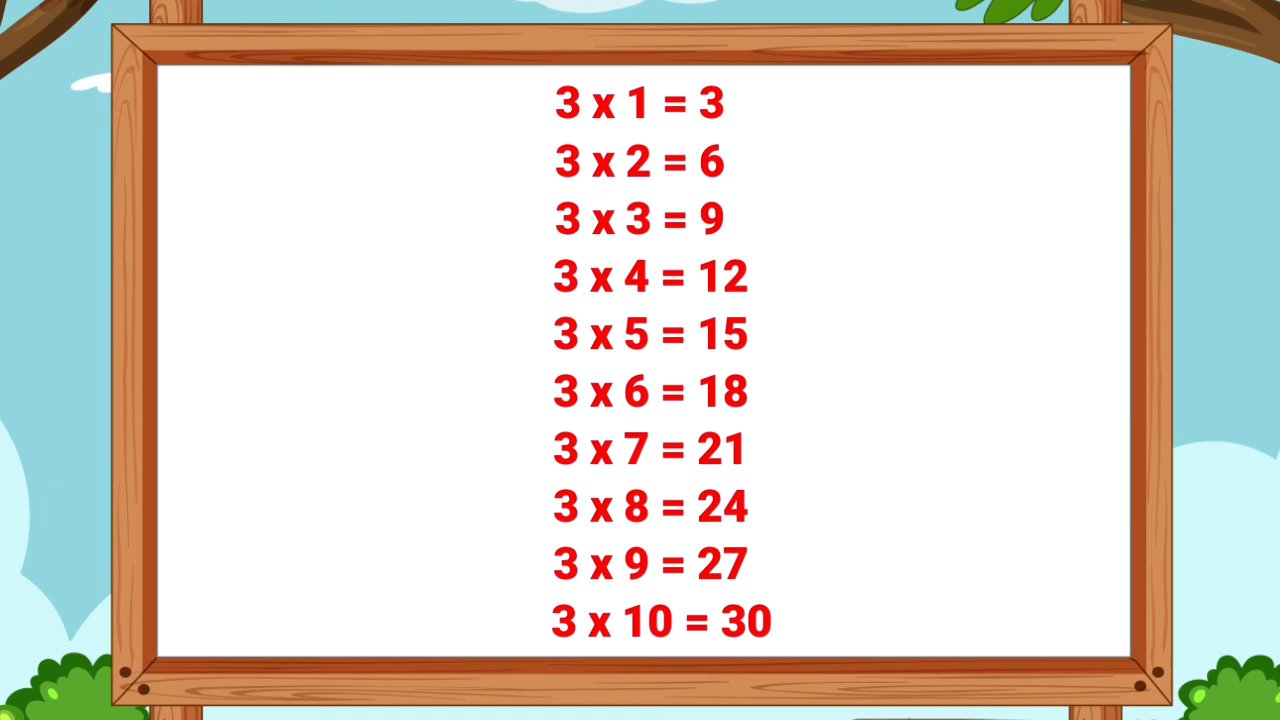 3 x 1 = 3
3 x 2 = 6
3 x 3 = 9
3 x 4 = 12
3 x 5 = 15
3 x 6 = 18
3 x 7 = 21
3 x 8 = 24
3 x 9 = 27
3 x 10 = 30